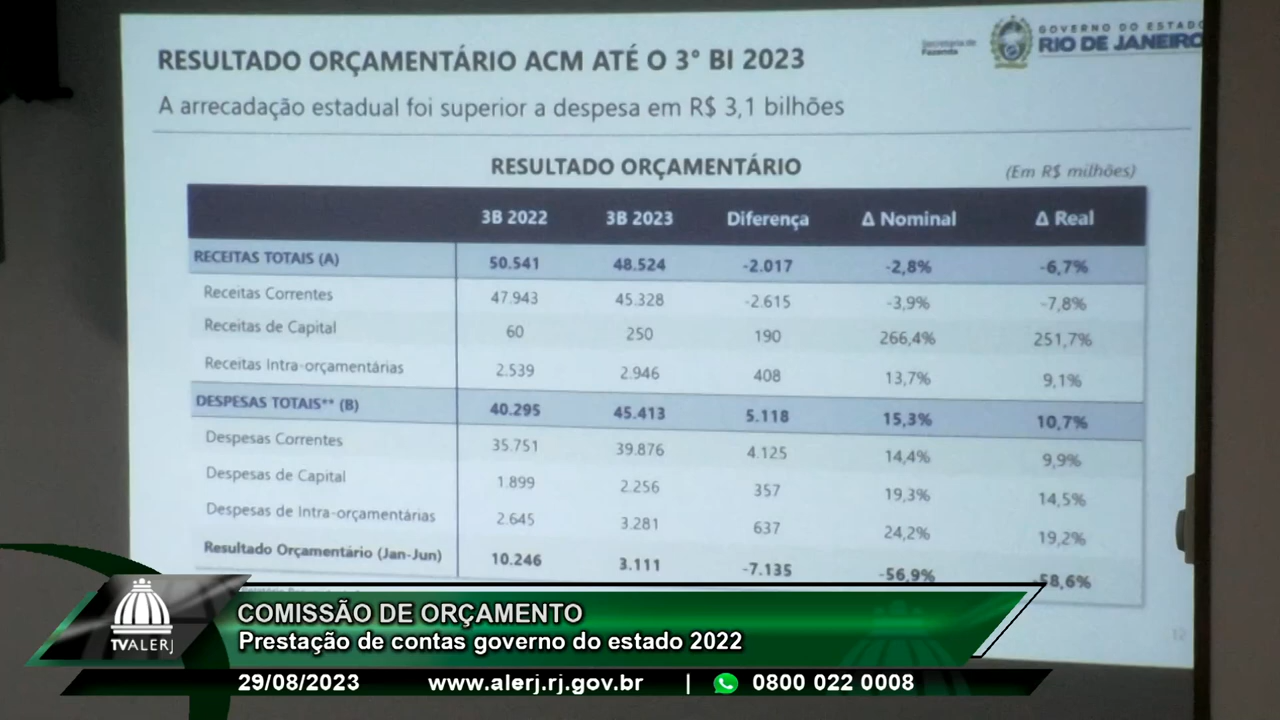 RESULTADO ORÇAMENTÁRIO ACM ATÉ O 3° BI 2023
Secretaria de
Fazenda
GOVERNO DO ESTADO
RIO DE JANEIRO
A arrecadação estadual foi superior a despesa em R$ 3,1 bilhões
RESULTADO ORÇAMENTÁRIO
(Em R$ milhões)
3B 2022 3B 2023 Diferença Δ Nominal Δ Real
RECEITAS TOTAIS (A) 50.541 48.524 -2.017 -2,8% -6,7%
Receitas Correntes 47.943 45.328 -2.615 -3,9% -7,8%
Receitas de Capital 60 250 190 266,4% 251,7%
Receitas Intra-orçamentárias 2.539 2.946 408 13,7% 9,1%
DESPESAS TOTAIS** (B) 40.295 45.413 5.118 15,3% 10,7%
Despesas Correntes 35.751 39.876 4.125 14,4% 9,9%
Despesas de Capital 1.899 2.256 357 19,3% 14,5%
Despesas de Intra-orçamentárias 2.645 3.281 637 24,2% 19,2%
Resultado Orçamentário (Jan-Jun) 10.246 3.111 -7.135 -56,9% -58,6%
12
TVALERJ
COMISSÃO DE ORÇAMENTO
Prestação de contas governo do estado 2022
29/08/2023 www.alerj.rj.gov.br | 0800 022 0008